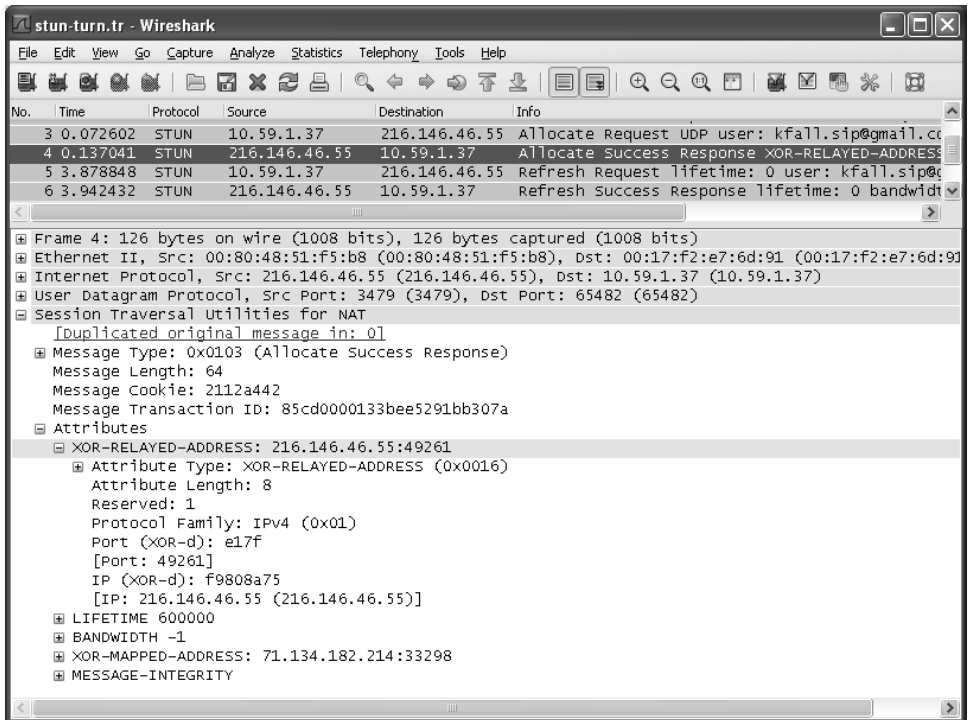 stun-turn.tr - Wireshark
File Edit View Go Capture Analyze Statistics Telephony Tools Help
No. Time Protocol Source Destination Info
3 0.072602 STUN 10.59.1.37 216.146.46.55 Allocate Request UDP user: kfall.sip@gmail.co
4 0.137041 STUN 216.146.46.55 10.59.1.37 Allocate Success Response XOR-RELAYED-ADDRESS
5 3.878848 STUN 10.59.1.37 216.146.46.55 Refresh Request lifetime: 0 user: kfall.sip@g
6 3.942432 STUN 216.146.46.55 10.59.1.37 Refresh Success Response lifetime: 0 bandwidt
Frame 4: 126 bytes on wire (1008 bits), 126 bytes captured (1008 bits)
Ethernet II, Src: 00:80:48:51:f5:b8 (00:80:48:51:f5:b8), Dst: 00:17:f2:e7:6d:91 (00:17:f2:e7:6d:91
Internet Protocol, Src: 216.146.46.55 (216.146.46.55), Dst: 10.59.1.37 (10.59.1.37)
User Datagram Protocol, Src Port: 3479 (3479), Dst Port: 65482 (65482)
Session Traversal Utilities for NAT
[Duplicated original message in: 0]
Message Type: 0x0103 (Allocate Success Response)
Message Length: 64
Message Cookie: 2112a442
Message Transaction ID: 85cd0000133bee5291bb307a
Attributes
XOR-RELAYED-ADDRESS: 216.146.46.55:49261
Attribute Type: XOR-RELAYED-ADDRESS (0x0016)
Attribute Length: 8
Reserved: 1
Protocol Family: IPv4 (0x01)
Port (XOR-d): e17f
[Port: 49261]
IP (XOR-d): f9808a75
[IP: 216.146.46.55 (216.146.46.55)]
LIFETIME 600000
BANDWIDTH -1
XOR-MAPPED-ADDRESS: 71.134.182.214:33298
MESSAGE-INTEGRITY